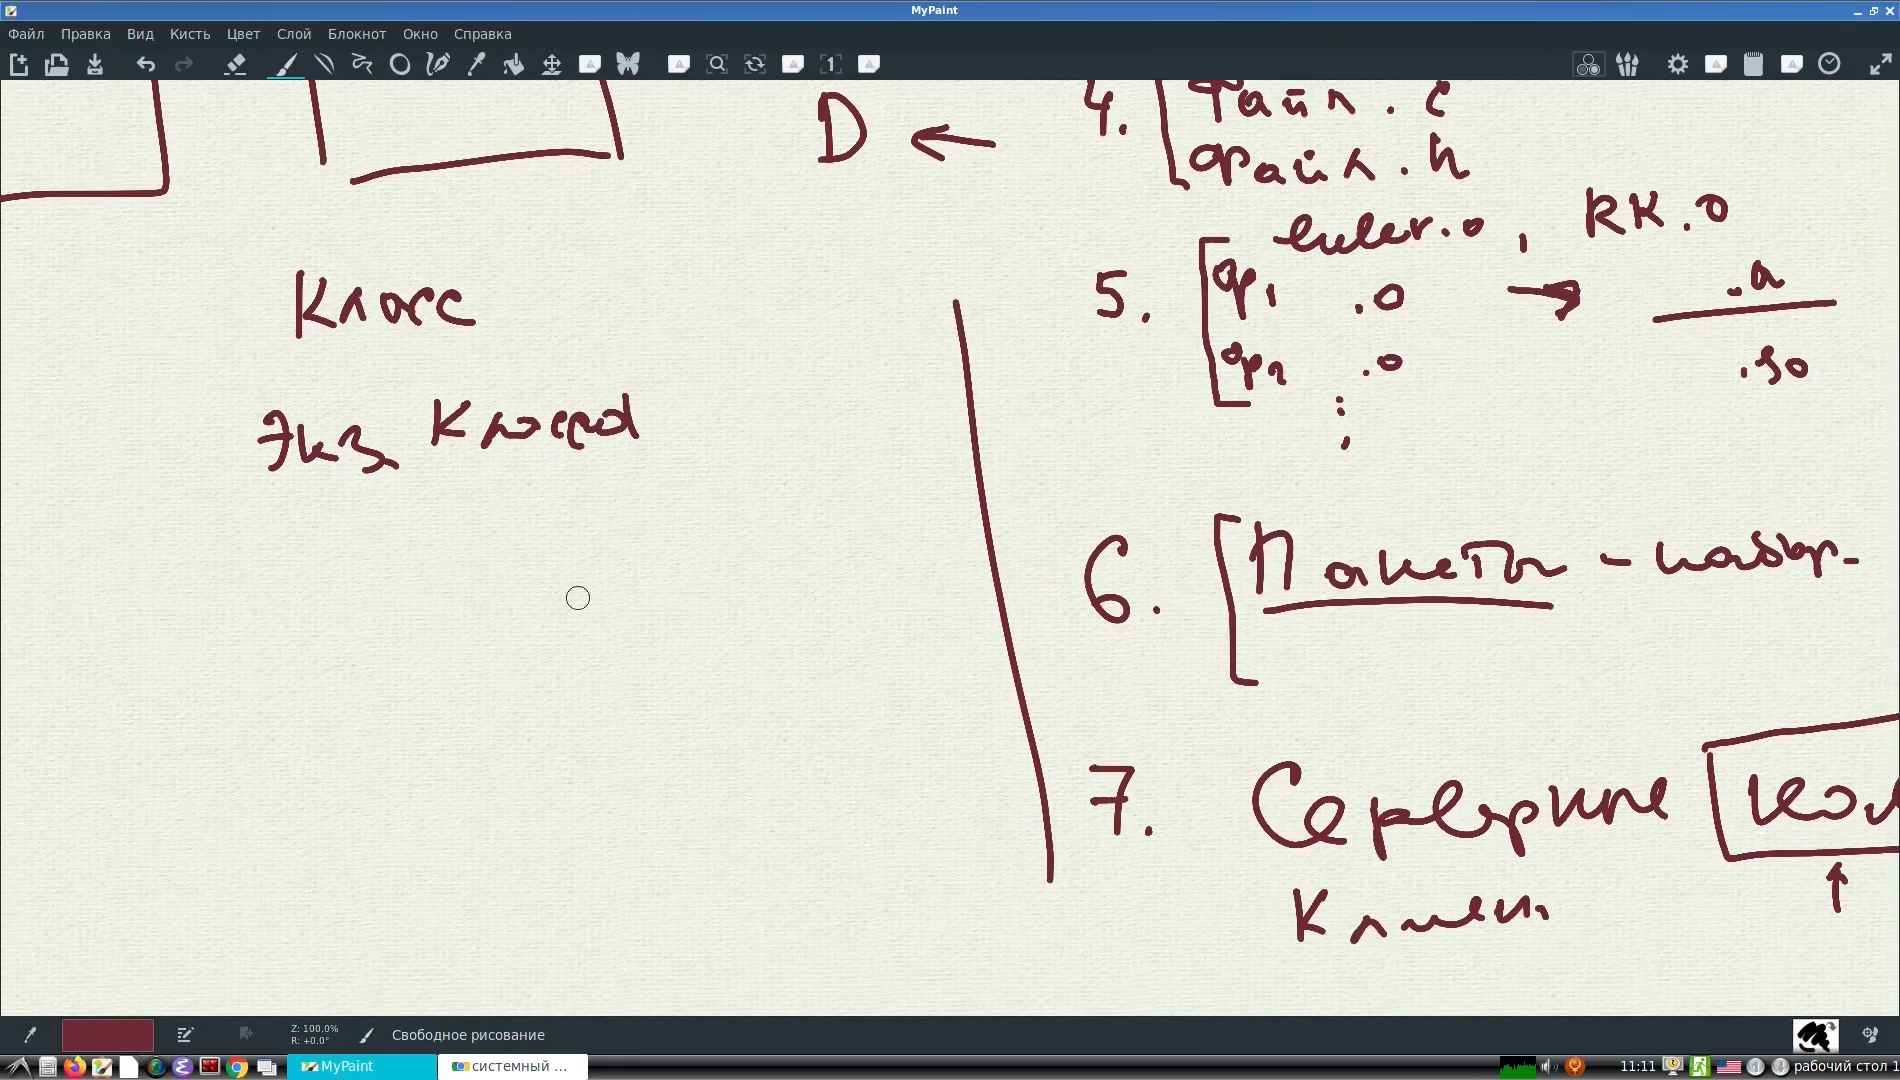 MyPaint
Файл Правка Вид Кисть Цвет Слой Блокнот Окно Справка
D ←
4. файл . c
файл . h
euler.o, RK.o
5. ф1 .o → .a
ф2 .o .so
Класс
Экз Класса
6. Пакеты -
7. Серверные
Клиен
Z: 100.0%
R: +0.0°
Свободное рисование
MyPaint
системный ...
11:11
рабочий стол 1